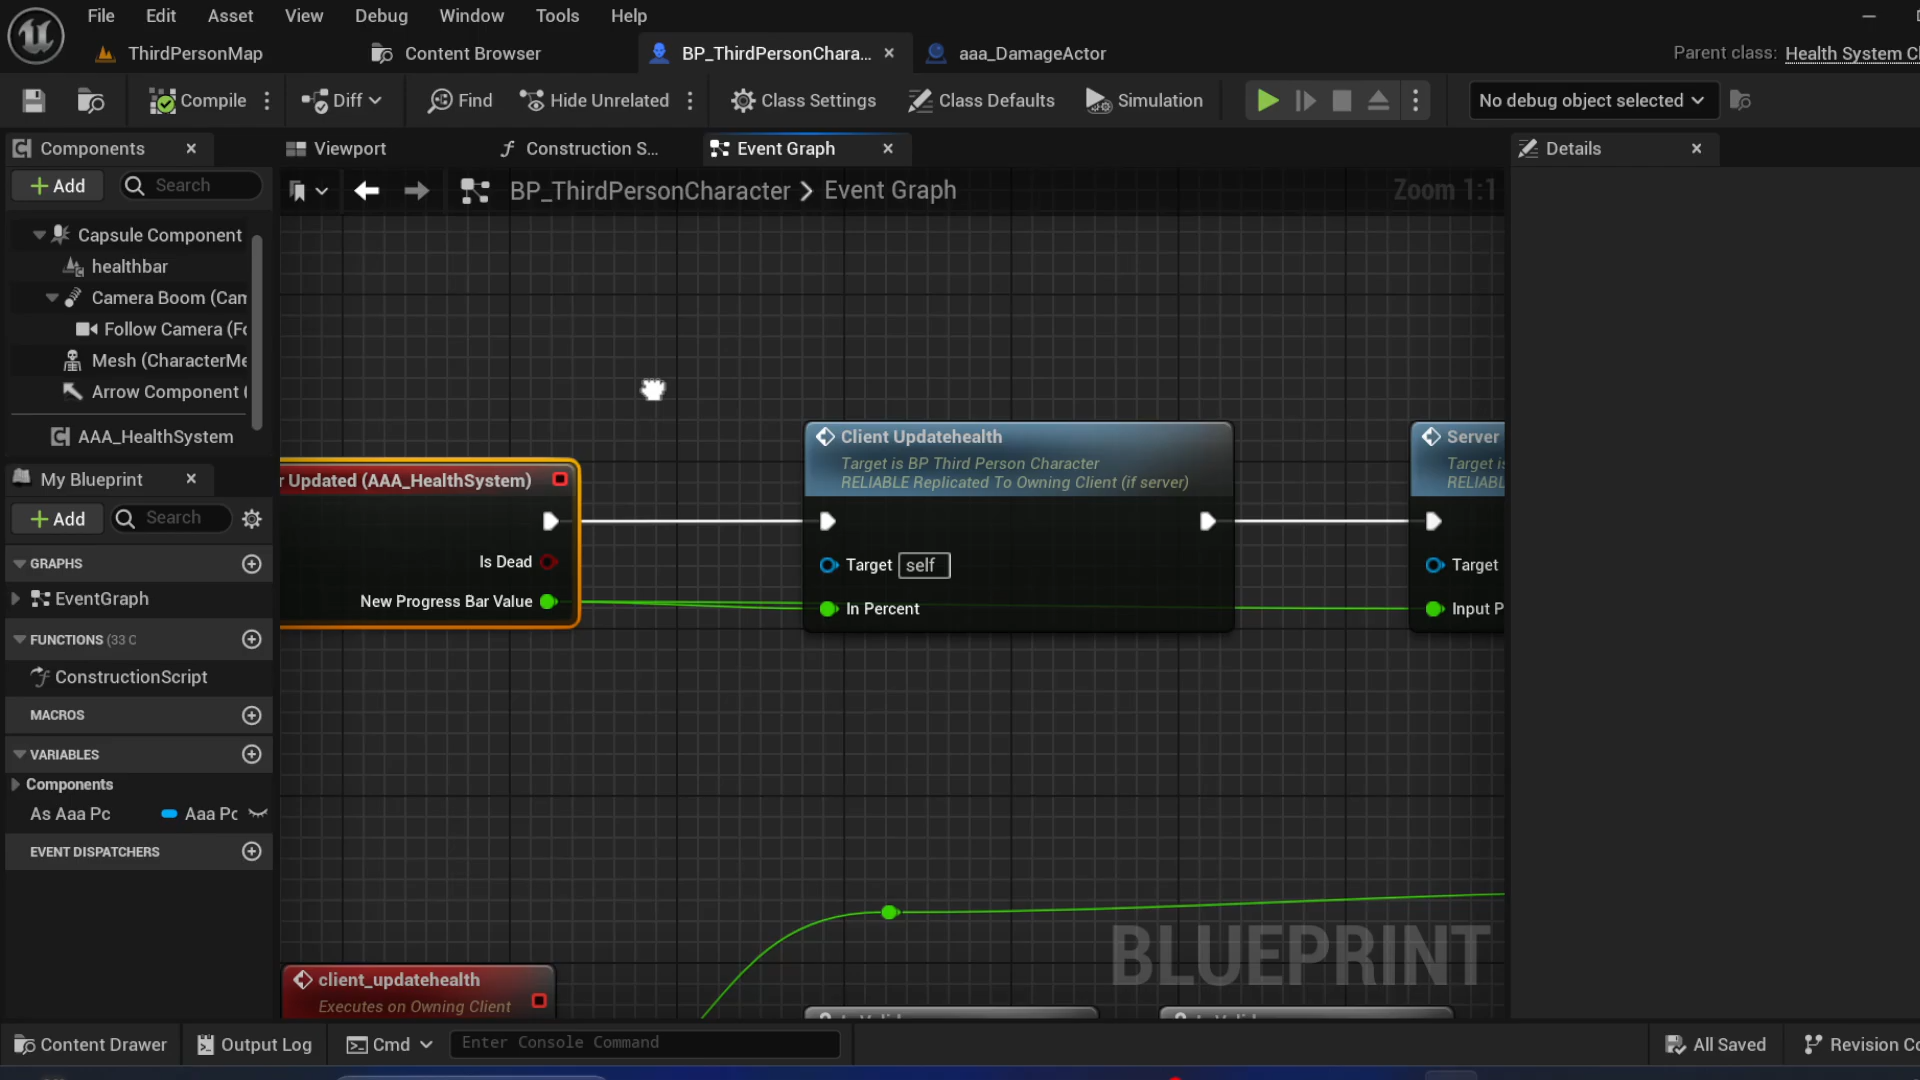 File Edit Asset View Debug Window Tools Help
ThirdPersonMap Content Browser BP_ThirdPersonChara... aaa_DamageActor Parent class: Health System Cl
Compile Diff Find Hide Unrelated Class Settings Class Defaults Simulation No debug object selected
Components Viewport Construction S... Event Graph Details
Add Search BP_ThirdPersonCharacter > Event Graph Zoom 1:1
Capsule Component
healthbar
Camera Boom (Can
Follow Camera (Fo
Mesh (CharacterMe
Arrow Component (
AAA_HealthSystem
My Blueprint
Add Search
GRAPHS
EventGraph
FUNCTIONS (33 C
ConstructionScript
MACROS
VARIABLES
Components
As Aaa Pc Aaa Pc
EVENT DISPATCHERS
r Updated (AAA_HealthSystem)
Is Dead
New Progress Bar Value
Client Updatehealth
Target is BP Third Person Character
RELIABLE Replicated To Owning Client (if server)
Target self
In Percent
Server
Target is
RELIABL
Target
Input P
client_updatehealth
Executes on Owning Client
BLUEPRINT
Content Drawer Output Log Cmd Enter Console Command All Saved Revision Co